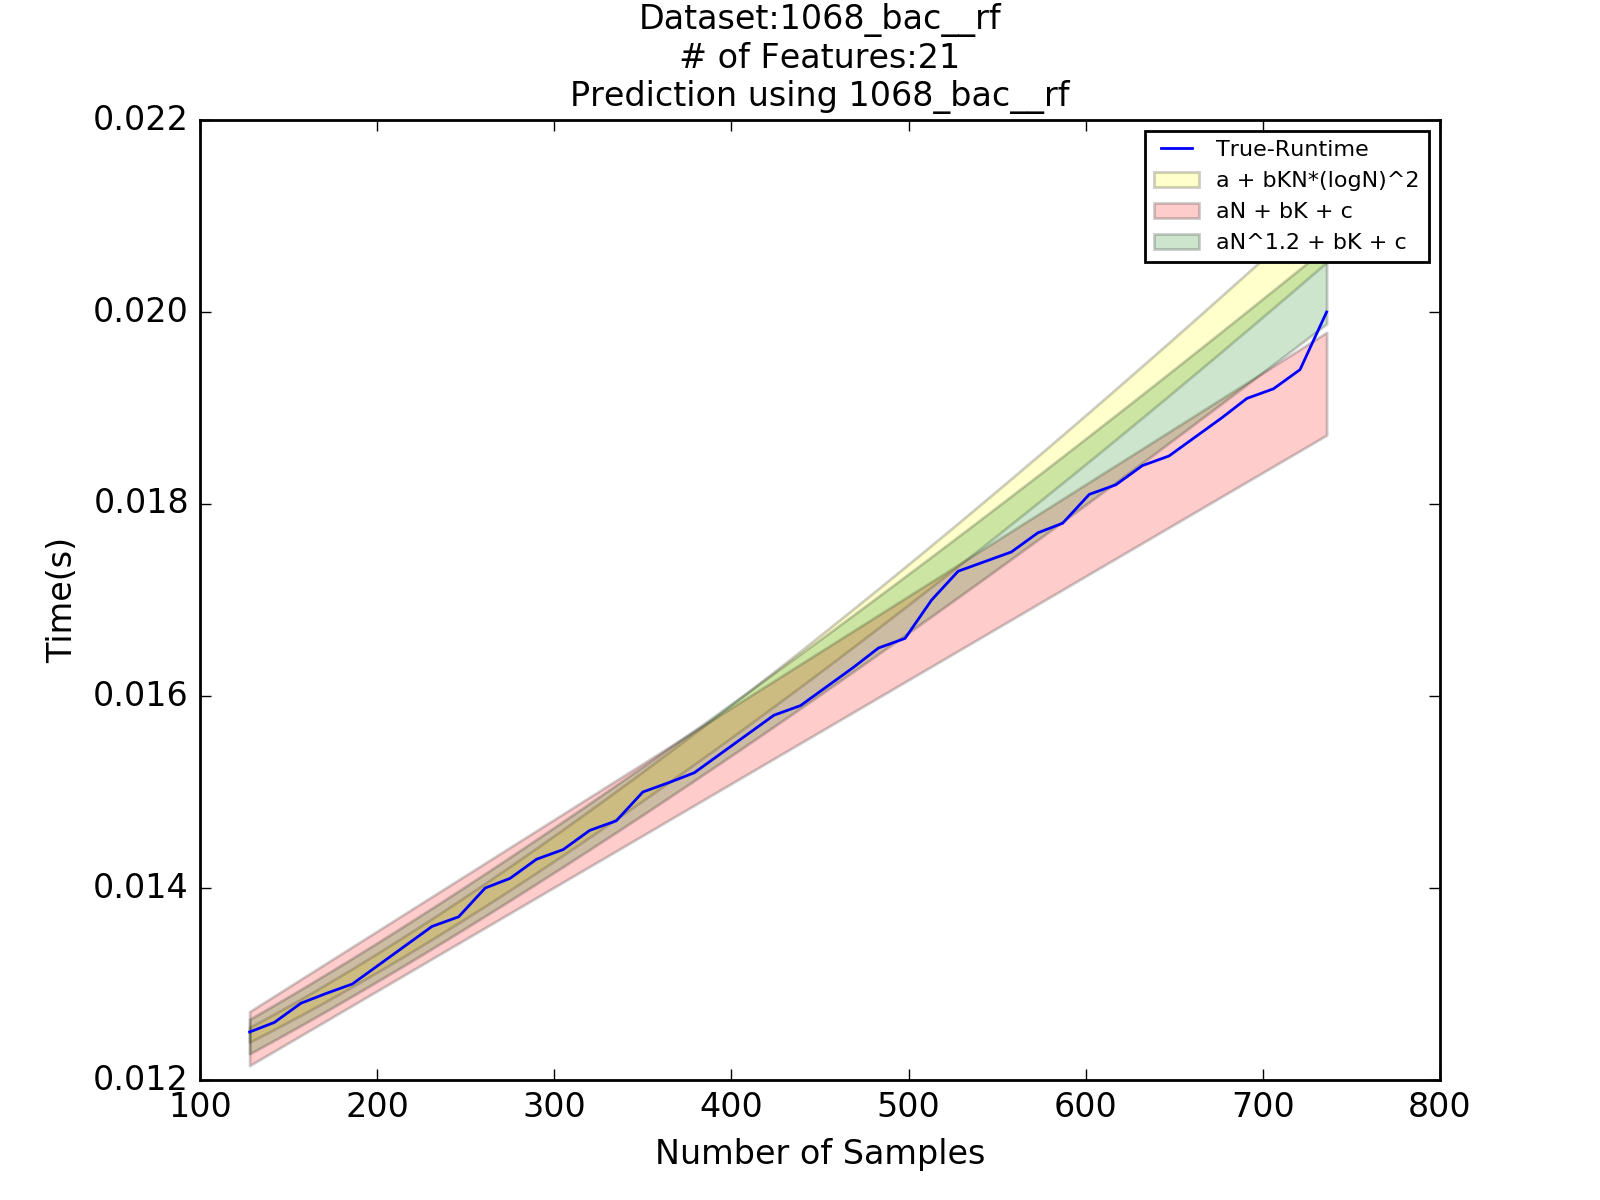 Dataset:1068_bac__rf
# of Features:21
Prediction using 1068_bac__rf
0.022
0.020
0.018
0.016
0.014
0.012
Time(s)
True-Runtime
a + bKN*(logN)^2
aN + bK + c
aN^1.2 + bK + c
100 200 300 400 500 600 700 800
Number of Samples